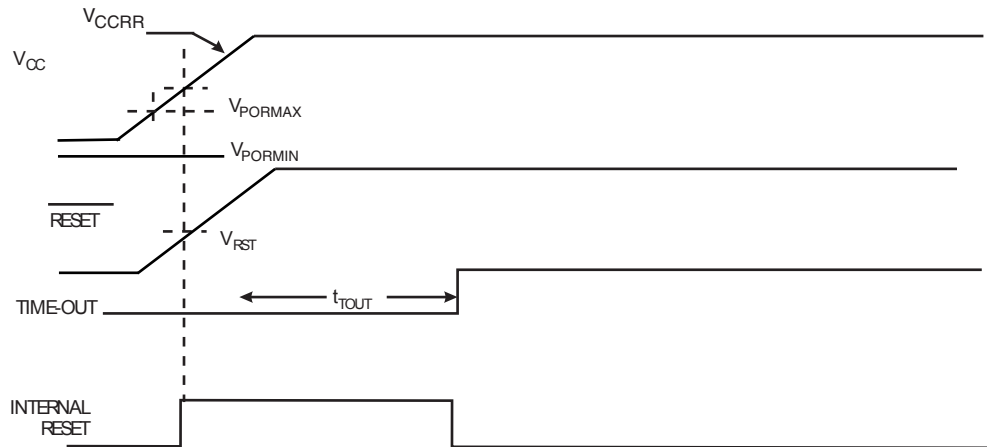 VCCRR
VCC
VPORMAX
VPORMIN
RESET
VRST
tTOUT
TIME-OUT
INTERNAL
RESET